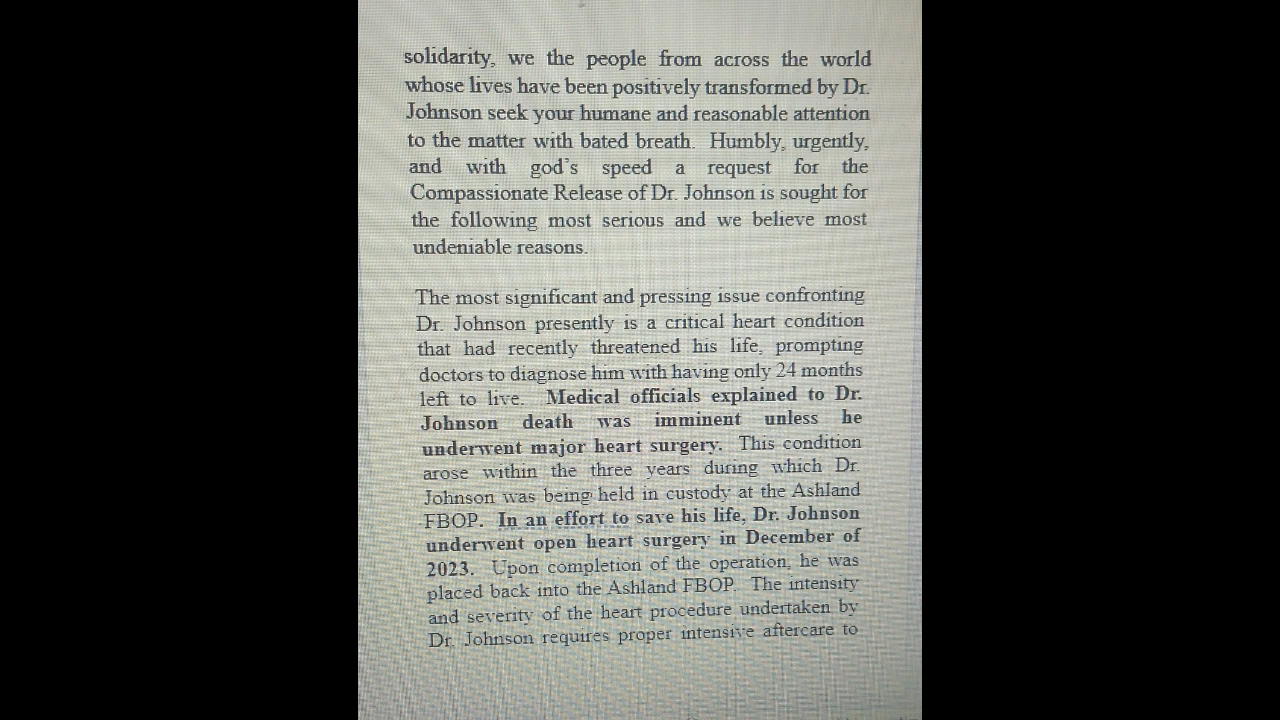 solidarity, we the people from across the world
whose lives have been positively transformed by Dr.
Johnson seek your humane and reasonable attention
to the matter with bated breath. Humbly, urgently,
and with god's speed a request for the
Compassionate Release of Dr. Johnson is sought for
the following most serious and we believe most
undeniable reasons.
The most significant and pressing issue confronting
Dr. Johnson presently is a critical heart condition
that had recently threatened his life, prompting
doctors to diagnose him with having only 24 months
left to live. Medical officials explained to Dr.
Johnson death was imminent unless he
underwent major heart surgery. This condition
arose within the three years during which Dr.
Johnson was being held in custody at the Ashland
FBOP. In an effort to save his life, Dr. Johnson
underwent open heart surgery in December of
2023. Upon completion of the operation, he was
placed back into the Ashland FBOP. The intensity
and severity of the heart procedure undertaken by
Dr. Johnson requires proper intensive aftercare to